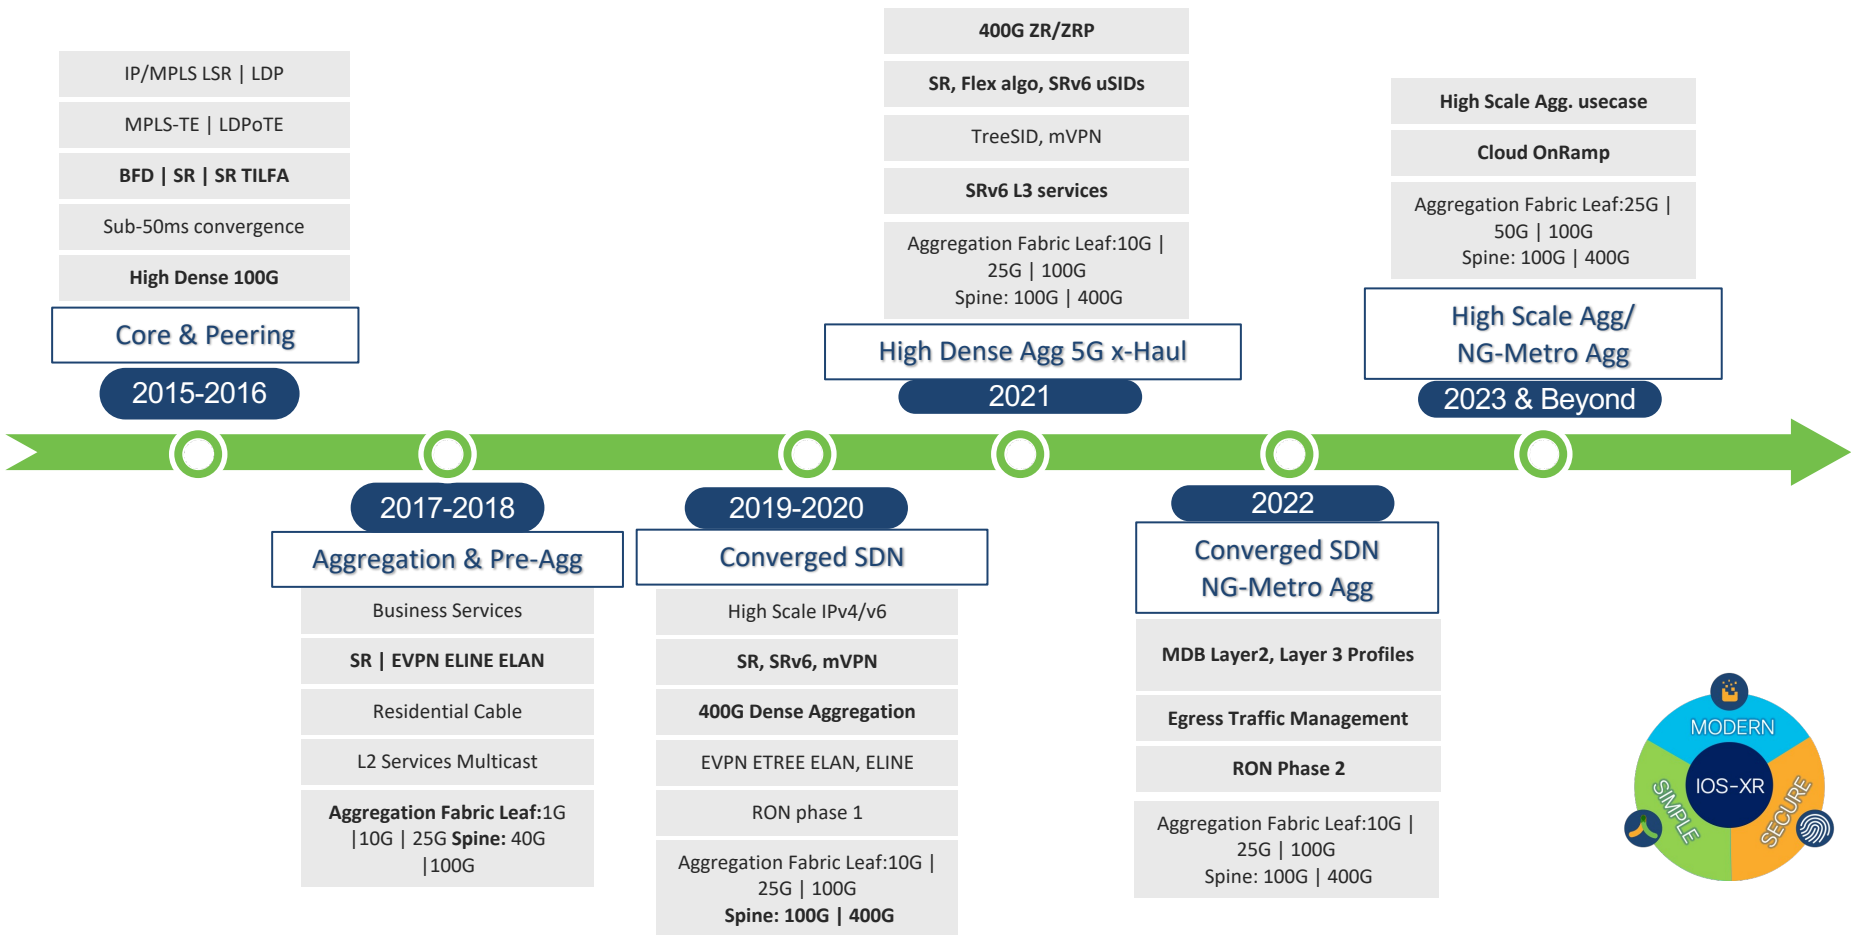 IP/MPLS LSR | LDP
MPLS-TE | LDPoTE
BFD | SR | SR TILFA
Sub-50ms convergence
High Dense 100G
Core & Peering
2015-2016
2017-2018
Aggregation & Pre-Agg
Business Services
SR | EVPN ELINE ELAN
Residential Cable
L2 Services Multicast
Aggregation Fabric Leaf:1G
|10G | 25G Spine: 40G
|100G
2019-2020
Converged SDN
High Scale IPv4/v6
SR, SRv6, mVPN
400G Dense Aggregation
EVPN ETREE ELAN, ELINE
RON phase 1
Aggregation Fabric Leaf:10G |
25G | 100G
Spine: 100G | 400G
400G ZR/ZRP
SR, Flex algo, SRv6 uSIDs
TreeSID, mVPN
SRv6 L3 services
Aggregation Fabric Leaf:10G |
25G | 100G
Spine: 100G | 400G
High Dense Agg 5G x-Haul
2021
2022
Converged SDN
NG-Metro Agg
MDB Layer2, Layer 3 Profiles
Egress Traffic Management
RON Phase 2
Aggregation Fabric Leaf:10G |
25G | 100G
Spine: 100G | 400G
High Scale Agg. usecase
Cloud OnRamp
Aggregation Fabric Leaf:25G |
50G | 100G
Spine: 100G | 400G
High Scale Agg/
NG-Metro Agg
2023 & Beyond
MODERN
IOS-XR
SIMPLE
SECURE